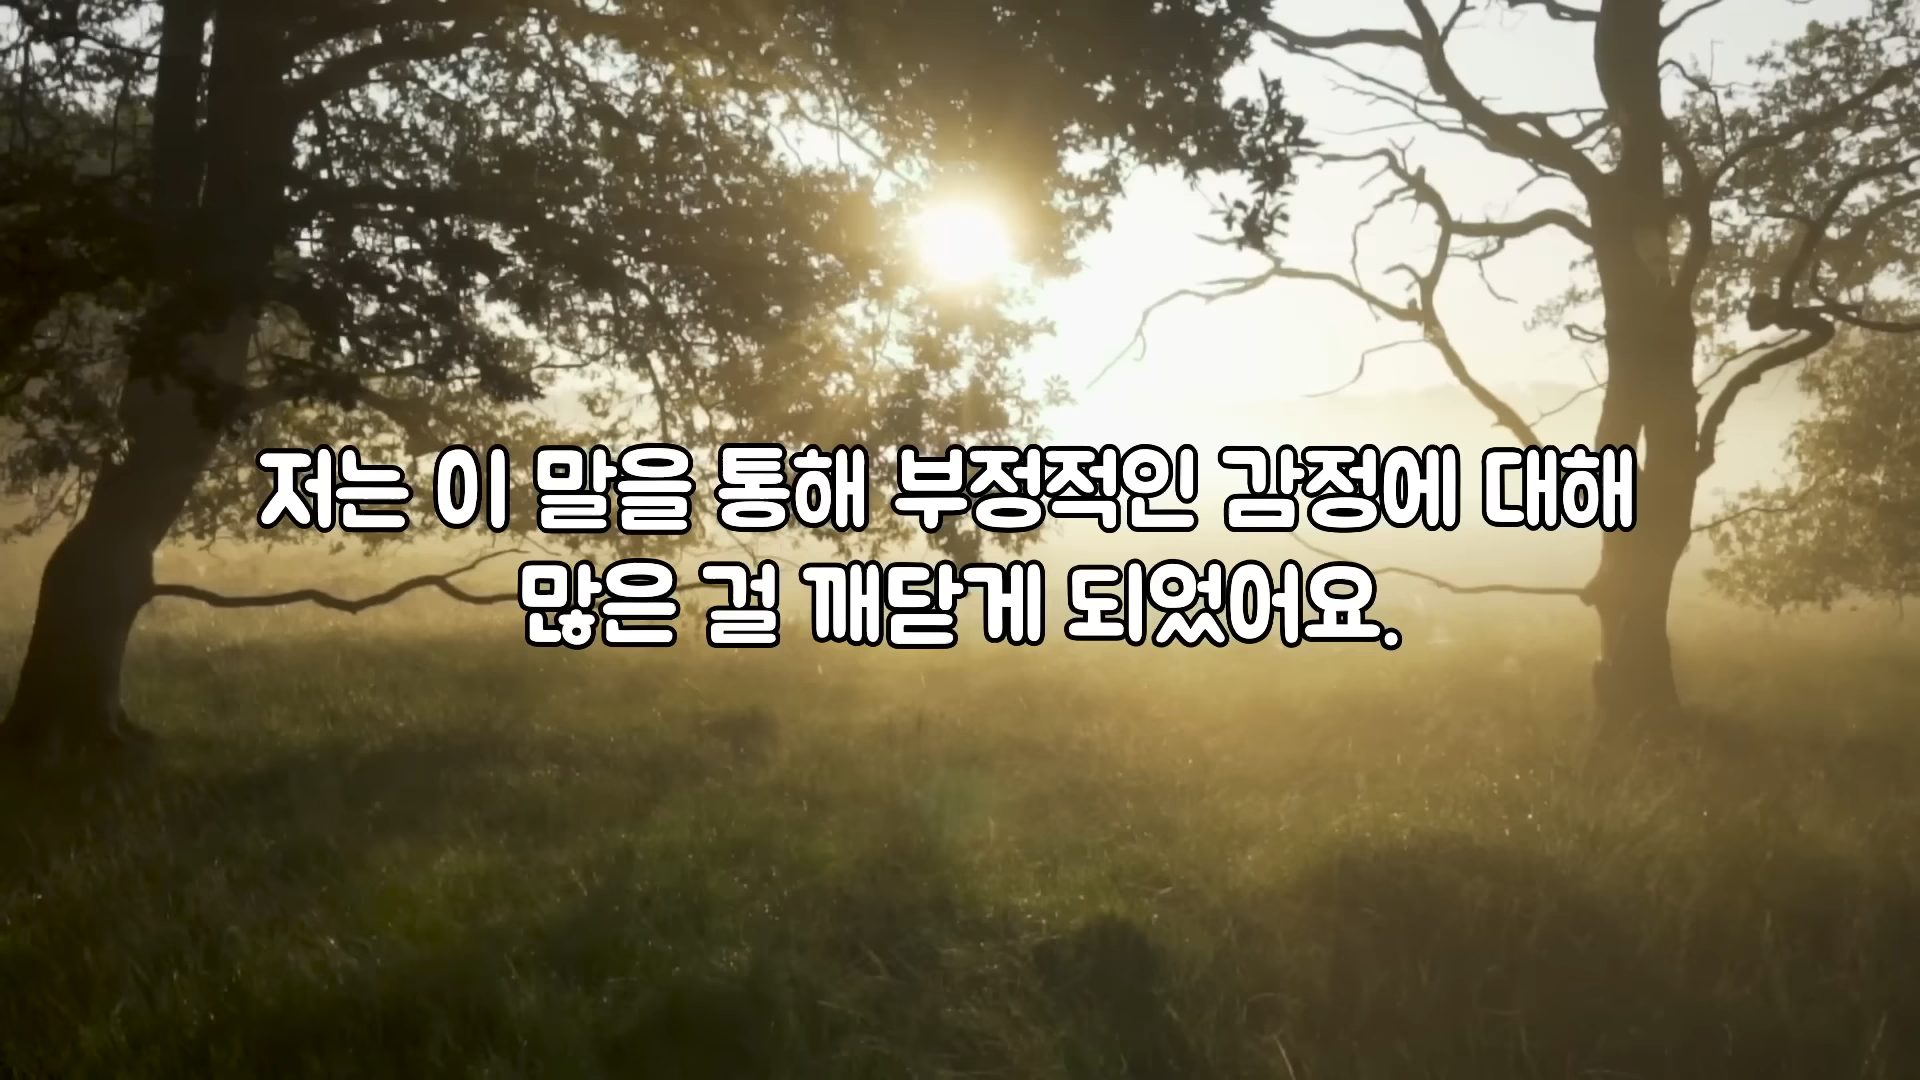 저는 이 말을 통해 부정적인 감정에 대해
많은 걸 깨닫게 되었어요.